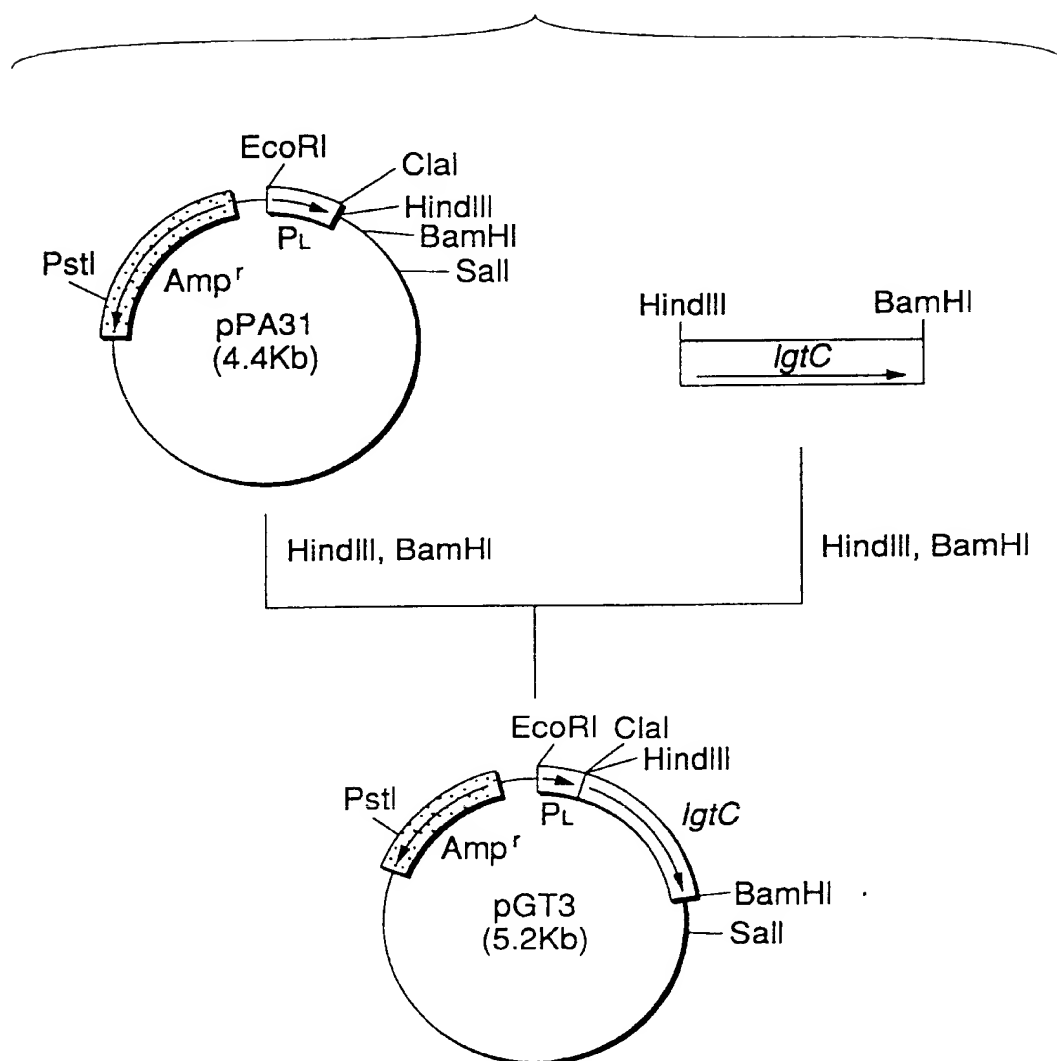 EcoRI
ClaI
HindIII
BamHI
SalI
PL
PstI
Amp r
pPA31
(4.4Kb)
HindIII
BamHI
lgtC
HindIII, BamHI
HindIII, BamHI
EcoRI
ClaI
HindIII
PstI
PL
lgtC
Amp r
BamHI
SalI
pGT3
(5.2Kb)